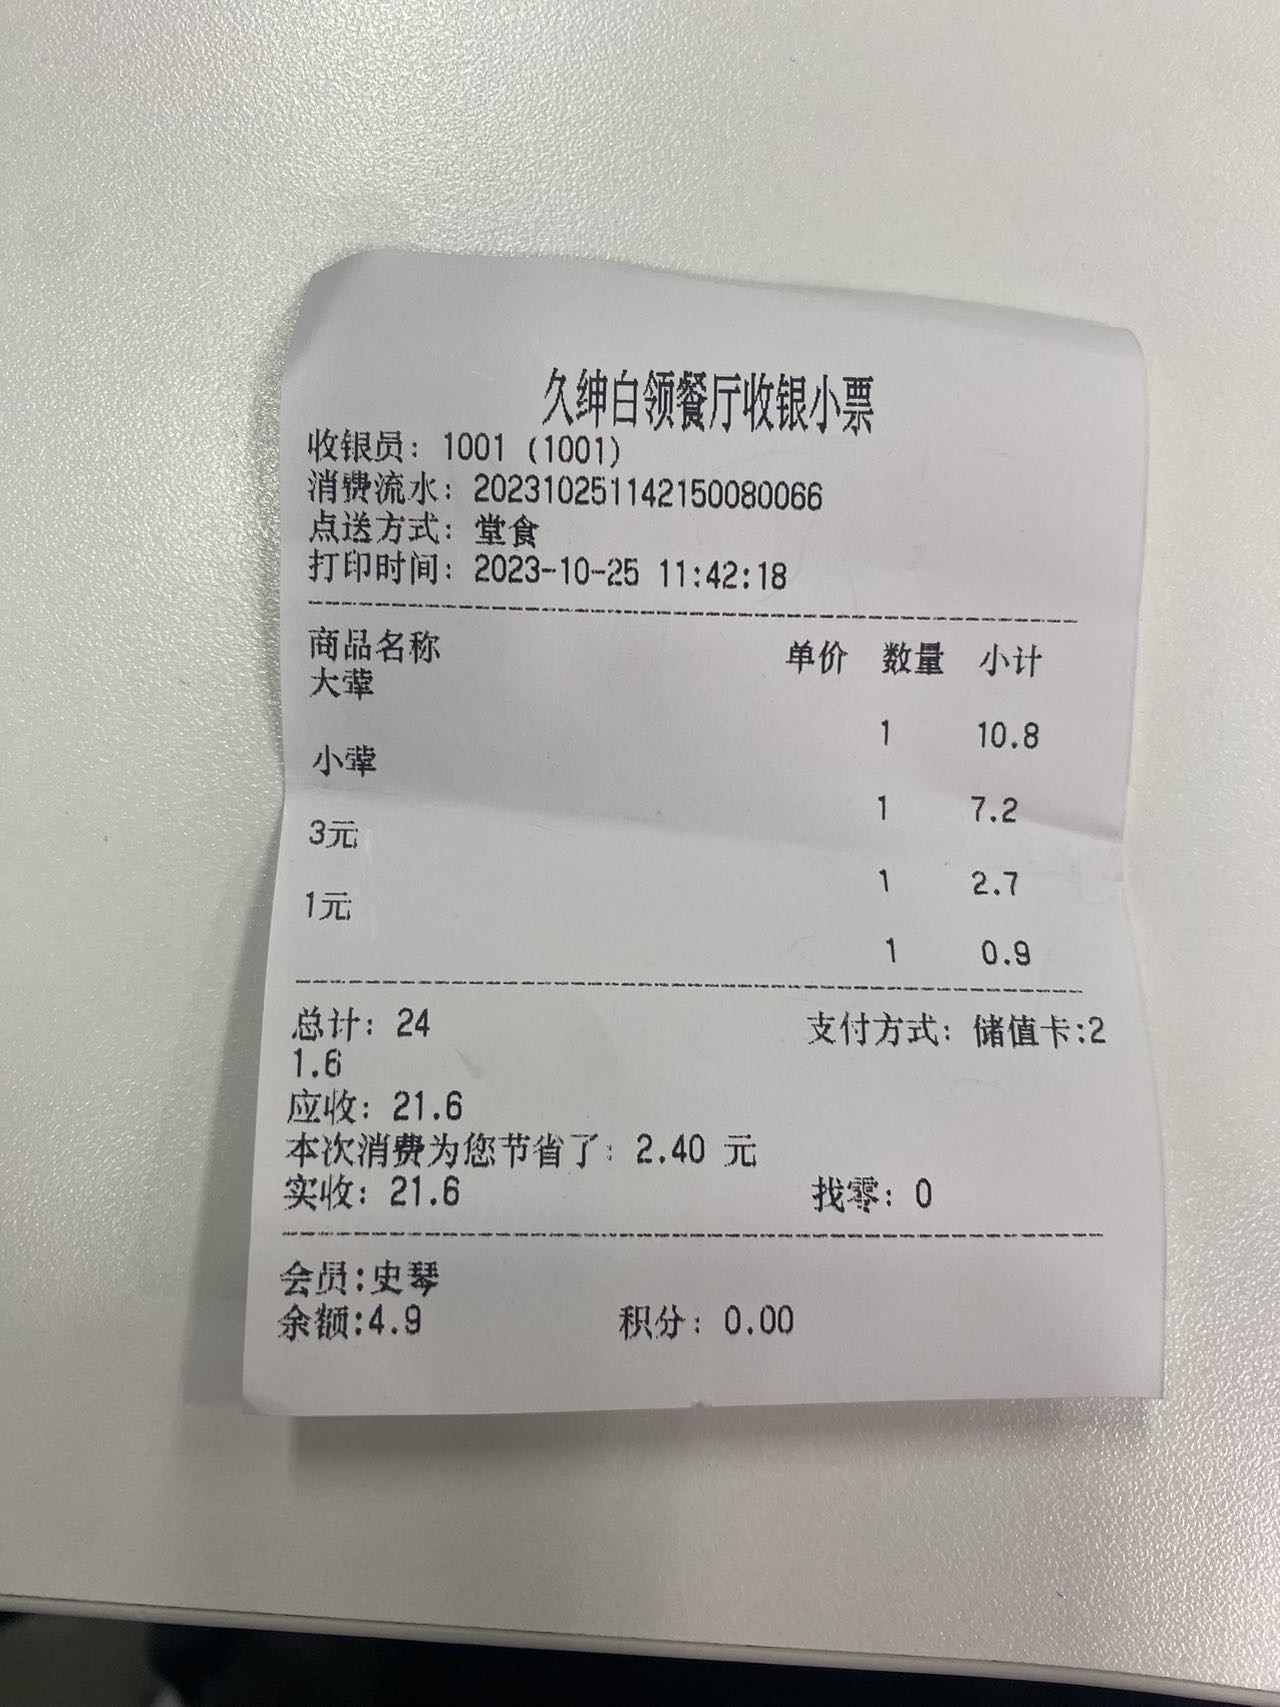 久绅白领餐厅收银小票
收银员: 1001 (1001)
消费流水: 202310251142150080066
点送方式: 堂食
打印时间: 2023-10-25 11:42:18
商品名称 单价 数量 小计
大荤
1 10.8
小荤
1 7.2
3元
1 2.7
1元
1 0.9
总计: 24 支付方式: 储值卡:2
1.6
应收: 21.6
本次消费为您节省了: 2.40 元
实收: 21.6 找零: 0
会员:史琴
余额:4.9 积分: 0.00